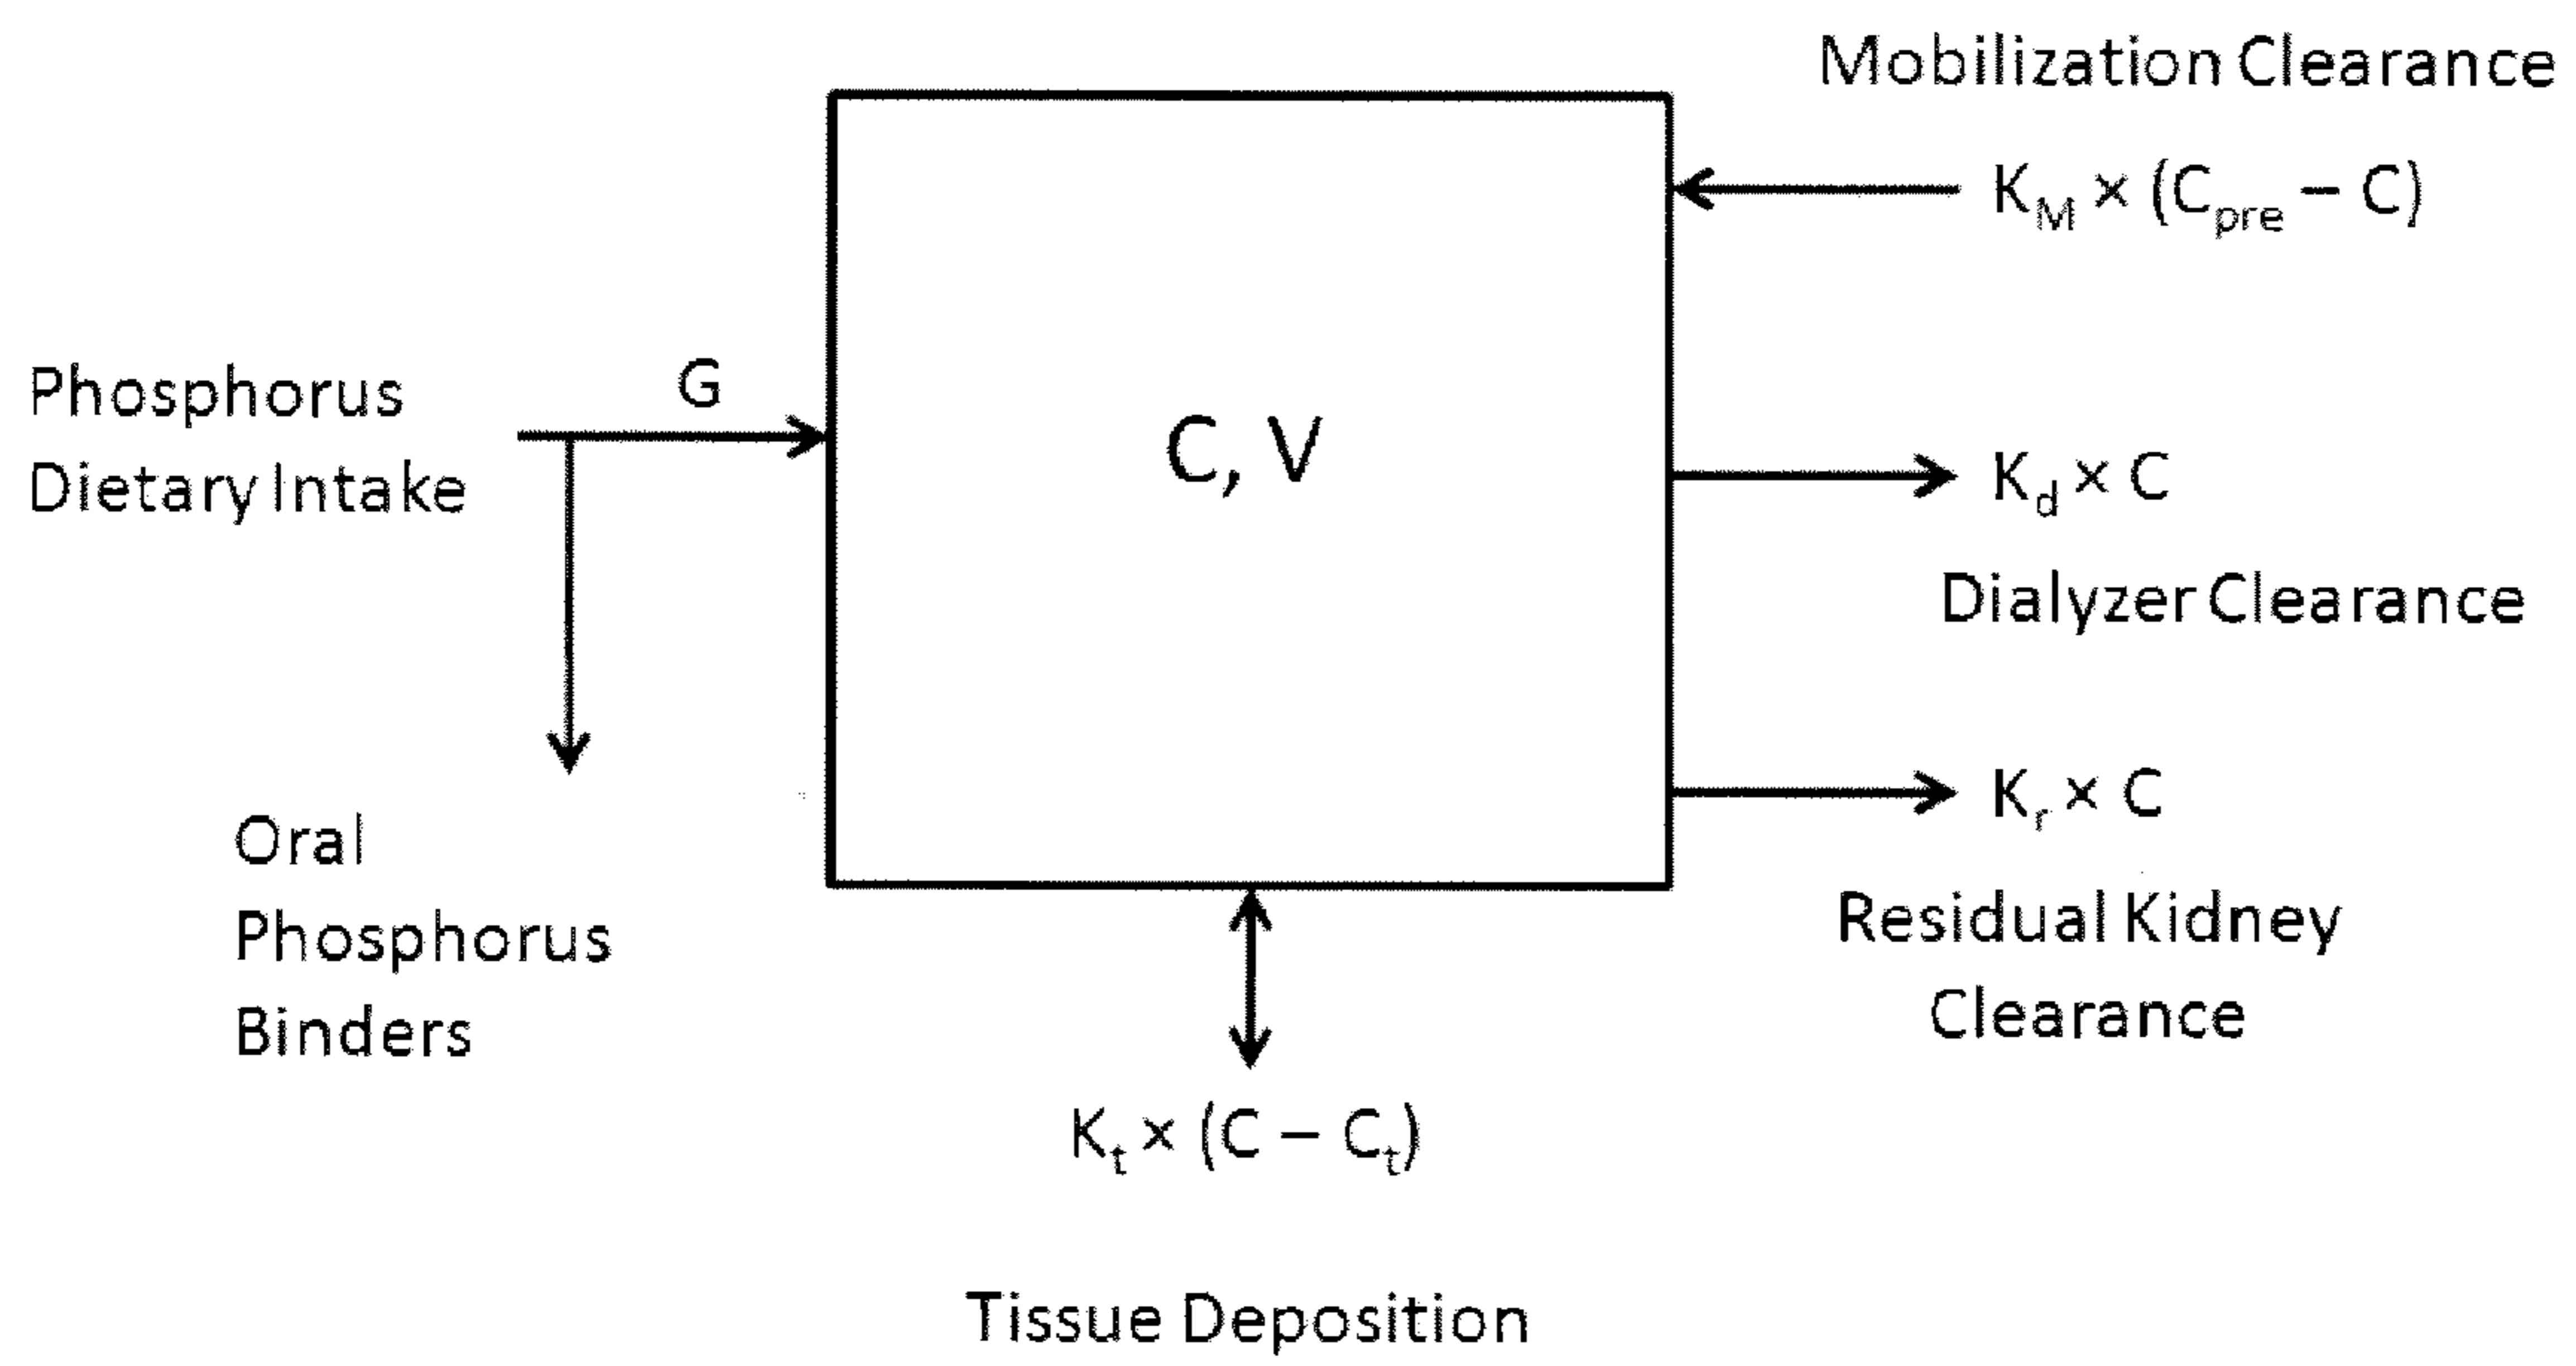 Mobilization Clearance
K_M × (C_pre – C)
Phosphorus
Dietary Intake
G
C, V
K_d × C
Dialyzer Clearance
K_r × C
Residual Kidney
Clearance
Oral
Phosphorus
Binders
K_t × (C – C_t)
Tissue Deposition